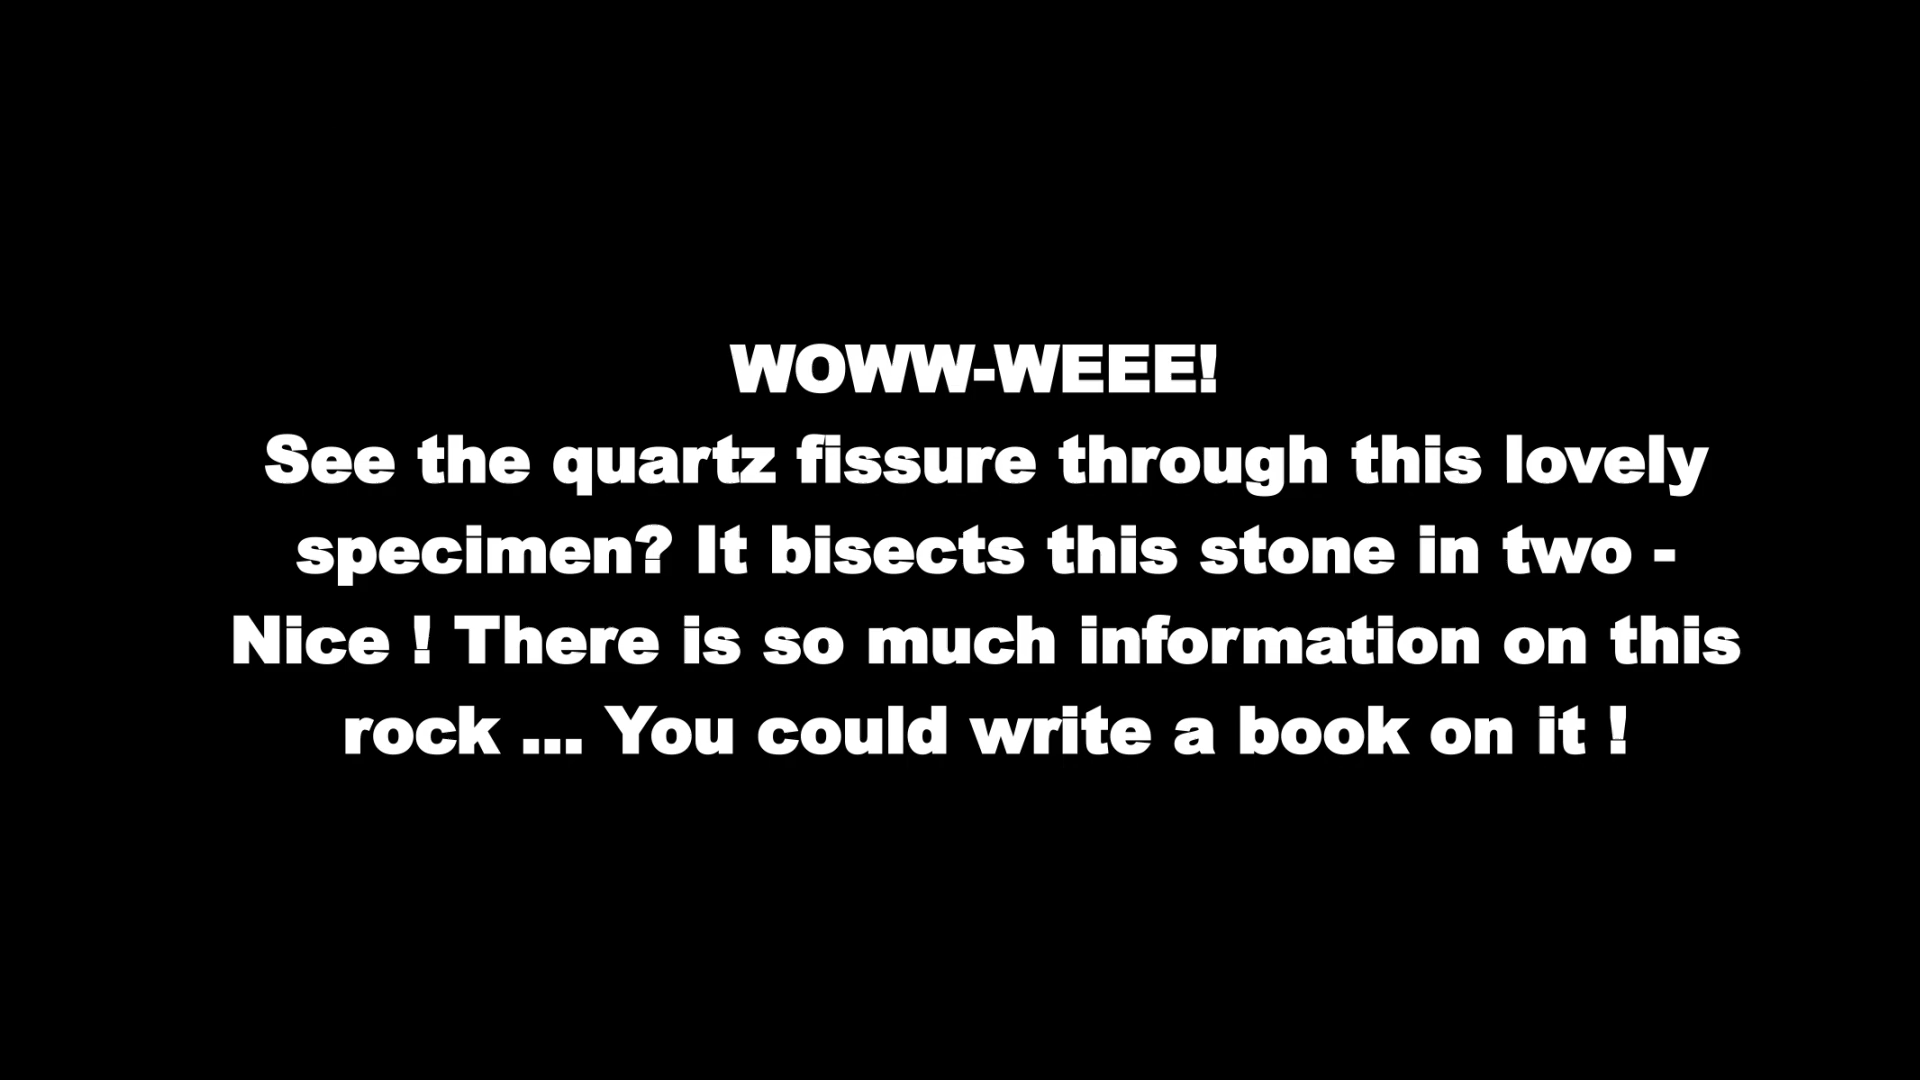 WOWW-WEEE!
See the quartz fissure through this lovely
specimen? It bisects this stone in two -
Nice ! There is so much information on this
rock ... You could write a book on it !